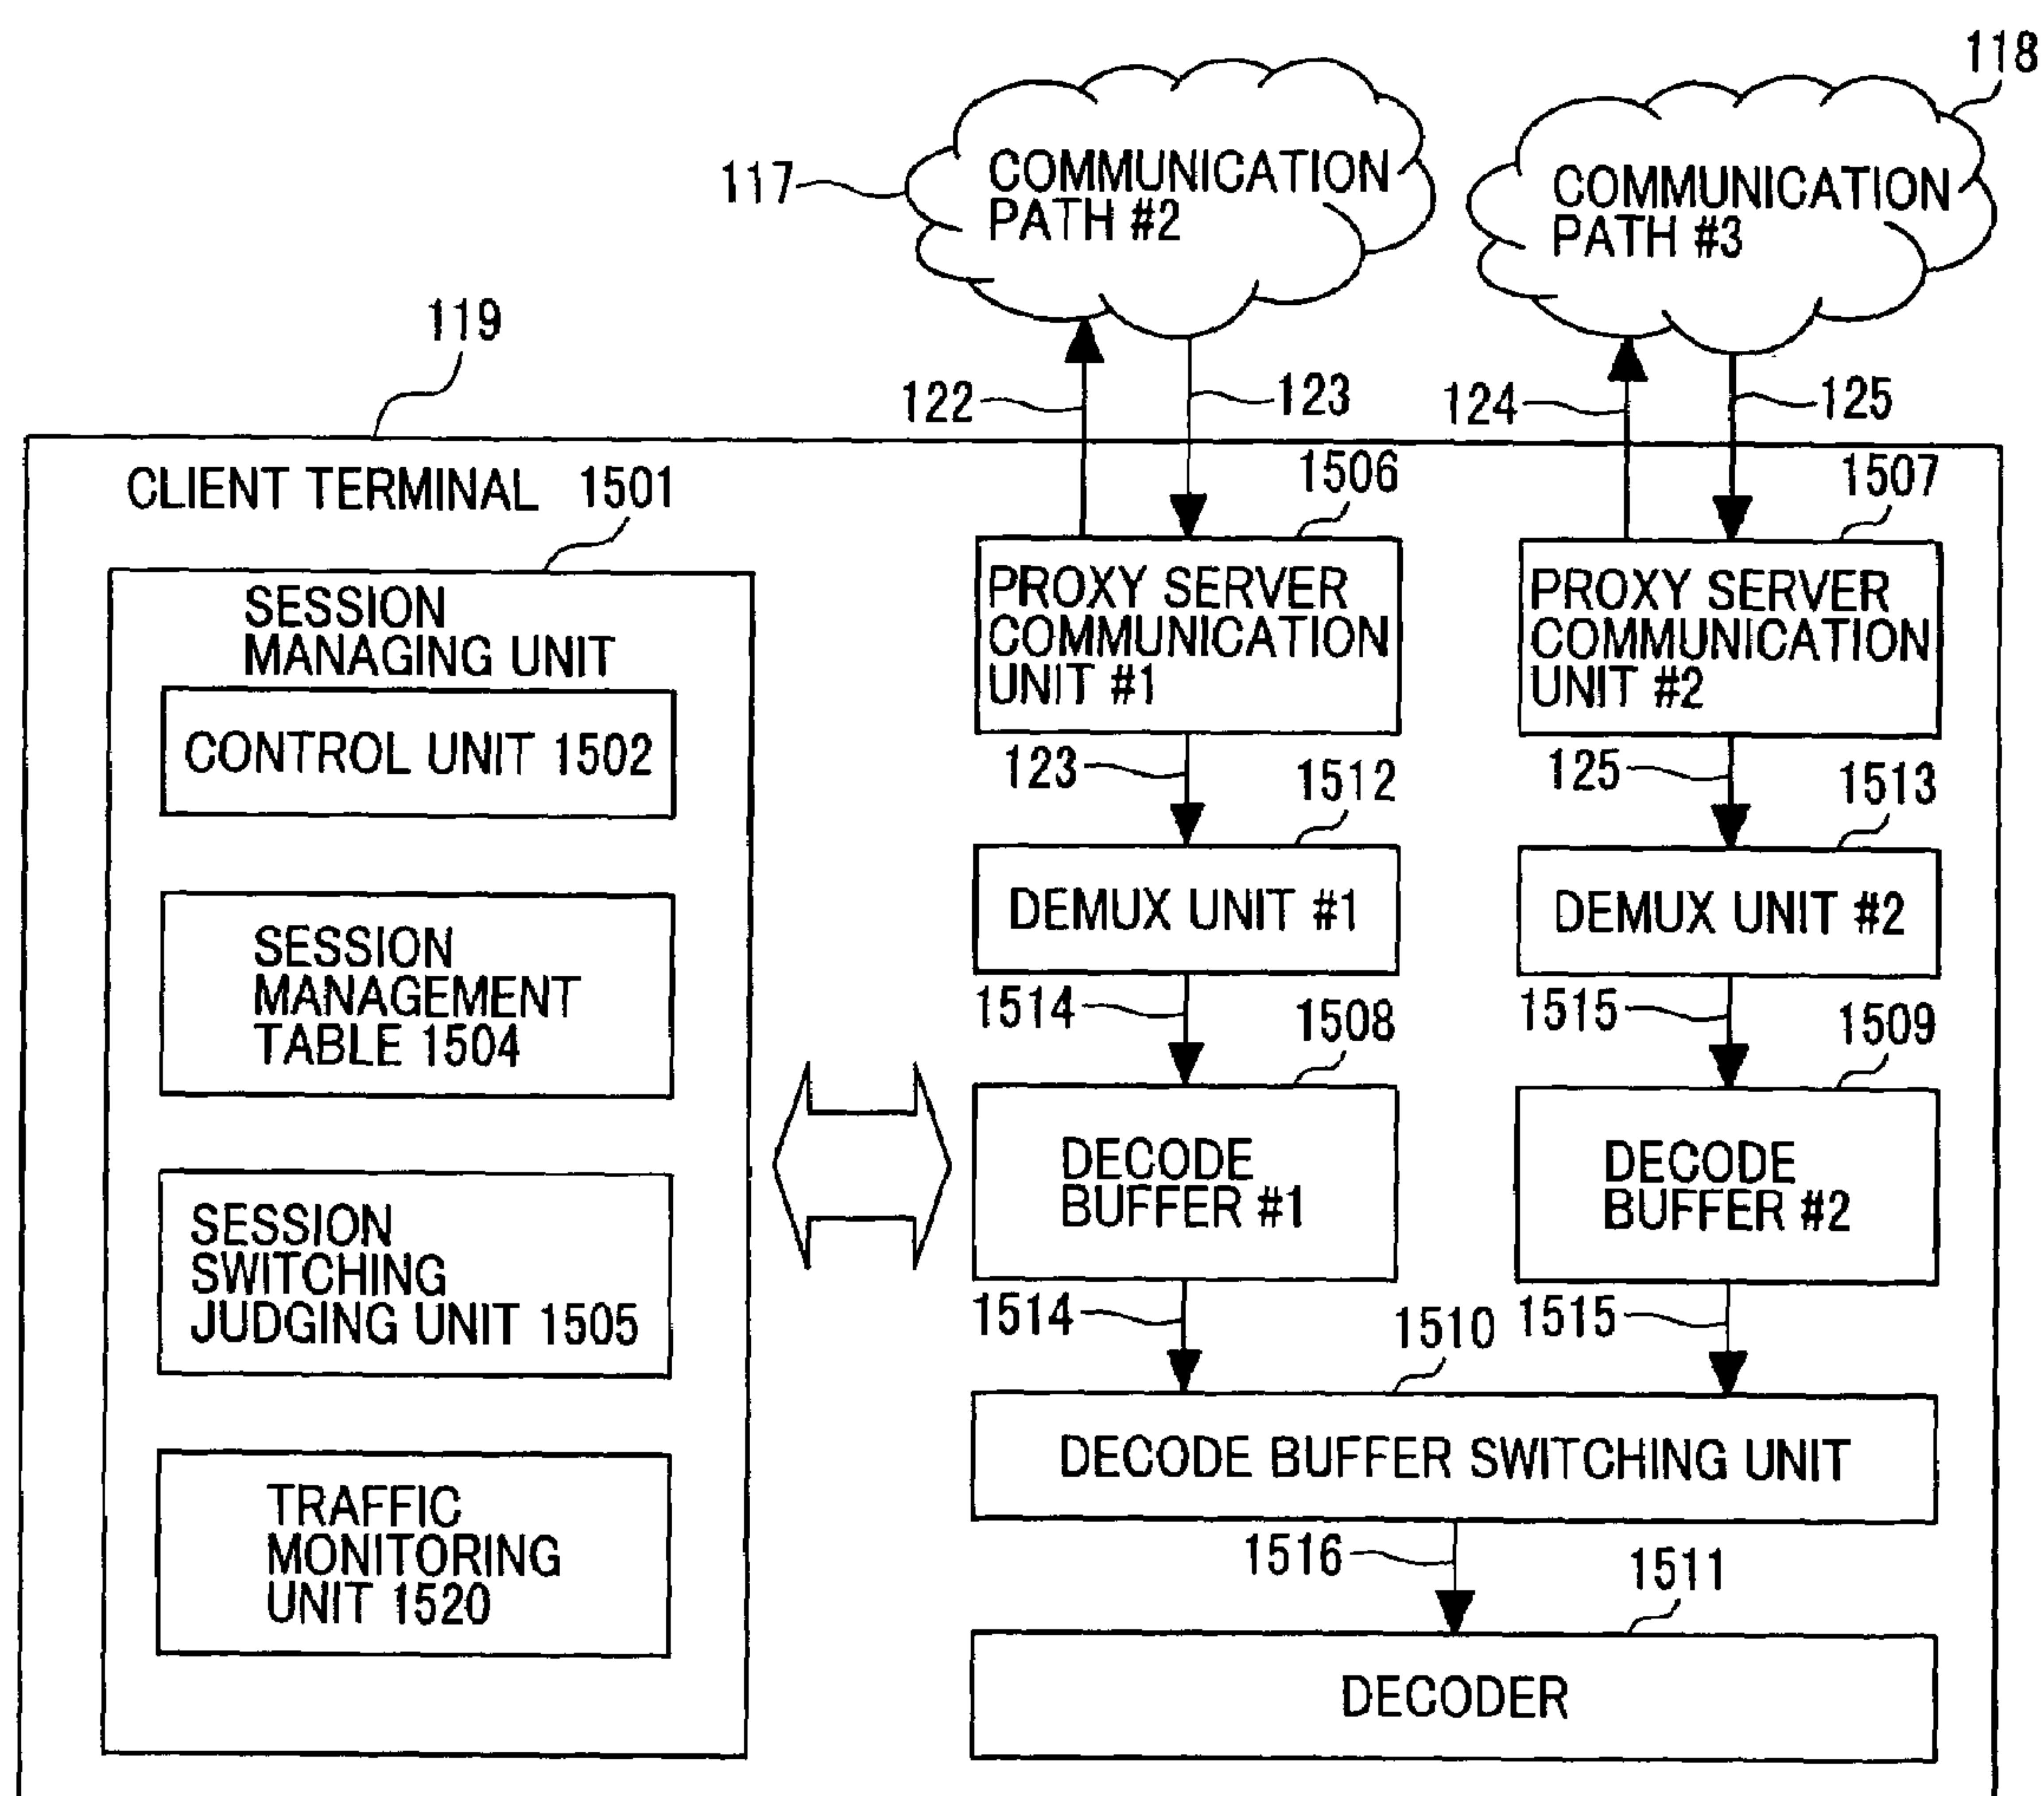 118
COMMUNICATION
PATH #2
117
COMMUNICATION
PATH #3
119
122
123
124
125
CLIENT TERMINAL
1501
1506
1507
SESSION
MANAGING UNIT
CONTROL UNIT 1502
SESSION
MANAGEMENT
TABLE 1504
SESSION
SWITCHING
JUDGING UNIT 1505
TRAFFIC
MONITORING
UNIT 1520
PROXY SERVER
COMMUNICATION
UNIT #1
PROXY SERVER
COMMUNICATION
UNIT #2
123
1512
125
1513
DEMUX UNIT #1
DEMUX UNIT #2
1514
1508
1515
1509
DECODE
BUFFER #1
DECODE
BUFFER #2
1514
1510
1515
DECODE BUFFER SWITCHING UNIT
1516
1511
DECODER